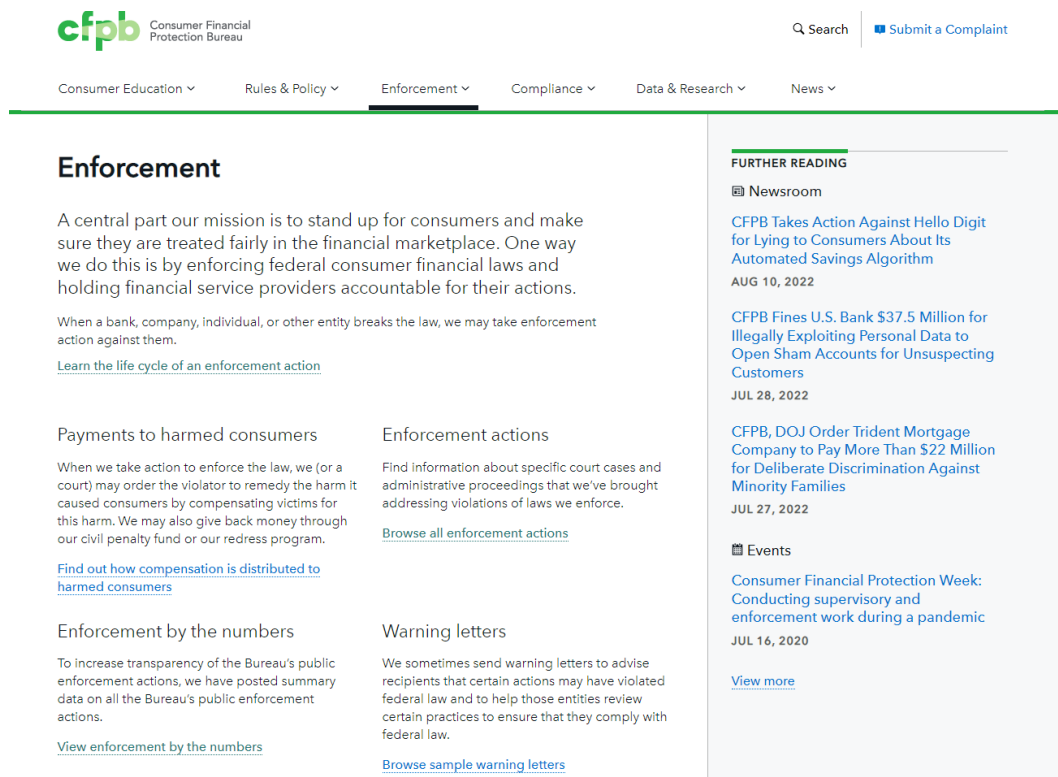 cfpb Consumer Financial
Protection Bureau
Search
Submit a Complaint
Consumer Education
Rules & Policy
Enforcement
Compliance
Data & Research
News
Enforcement
A central part our mission is to stand up for consumers and make
sure they are treated fairly in the financial marketplace. One way
we do this is by enforcing federal consumer financial laws and
holding financial service providers accountable for their actions.
When a bank, company, individual, or other entity breaks the law, we may take enforcement
action against them.
Learn the life cycle of an enforcement action
Payments to harmed consumers
When we take action to enforce the law, we (or a
court) may order the violator to remedy the harm it
caused consumers by compensating victims for
this harm. We may also give back money through
our civil penalty fund or our redress program.
Find out how compensation is distributed to
harmed consumers
Enforcement actions
Find information about specific court cases and
administrative proceedings that we've brought
addressing violations of laws we enforce.
Browse all enforcement actions
Enforcement by the numbers
To increase transparency of the Bureau's public
enforcement actions, we have posted summary
data on all the Bureau's public enforcement
actions.
View enforcement by the numbers
Warning letters
We sometimes send warning letters to advise
recipients that certain actions may have violated
federal law and to help those entities review
certain practices to ensure that they comply with
federal law.
Browse sample warning letters
FURTHER READING
Newsroom
CFPB Takes Action Against Hello Digit
for Lying to Consumers About Its
Automated Savings Algorithm
AUG 10, 2022
CFPB Fines U.S. Bank $37.5 Million for
Illegally Exploiting Personal Data to
Open Sham Accounts for Unsuspecting
Customers
JUL 28, 2022
CFPB, DOJ Order Trident Mortgage
Company to Pay More Than $22 Million
for Deliberate Discrimination Against
Minority Families
JUL 27, 2022
Events
Consumer Financial Protection Week:
Conducting supervisory and
enforcement work during a pandemic
JUL 16, 2020
View more